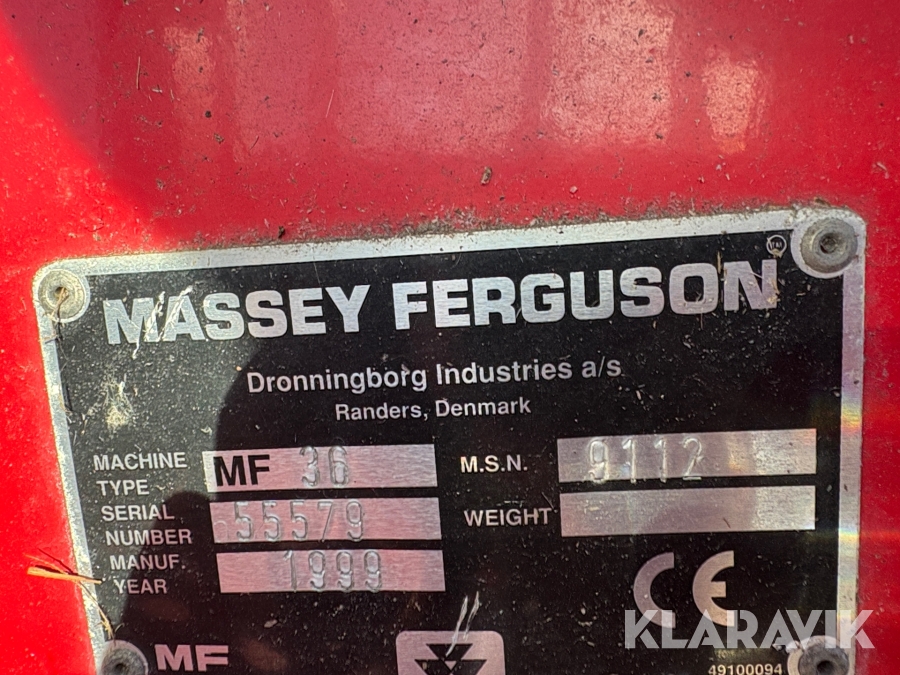 MASSEY FERGUSON
Dronningborg Industries a/s
Randers, Denmark
MACHINE TYPE MF 36
M.S.N. 9112
SERIAL NUMBER 55579
WEIGHT
MANUF. YEAR 1999
CE
MF
KLARAVIK
49100094